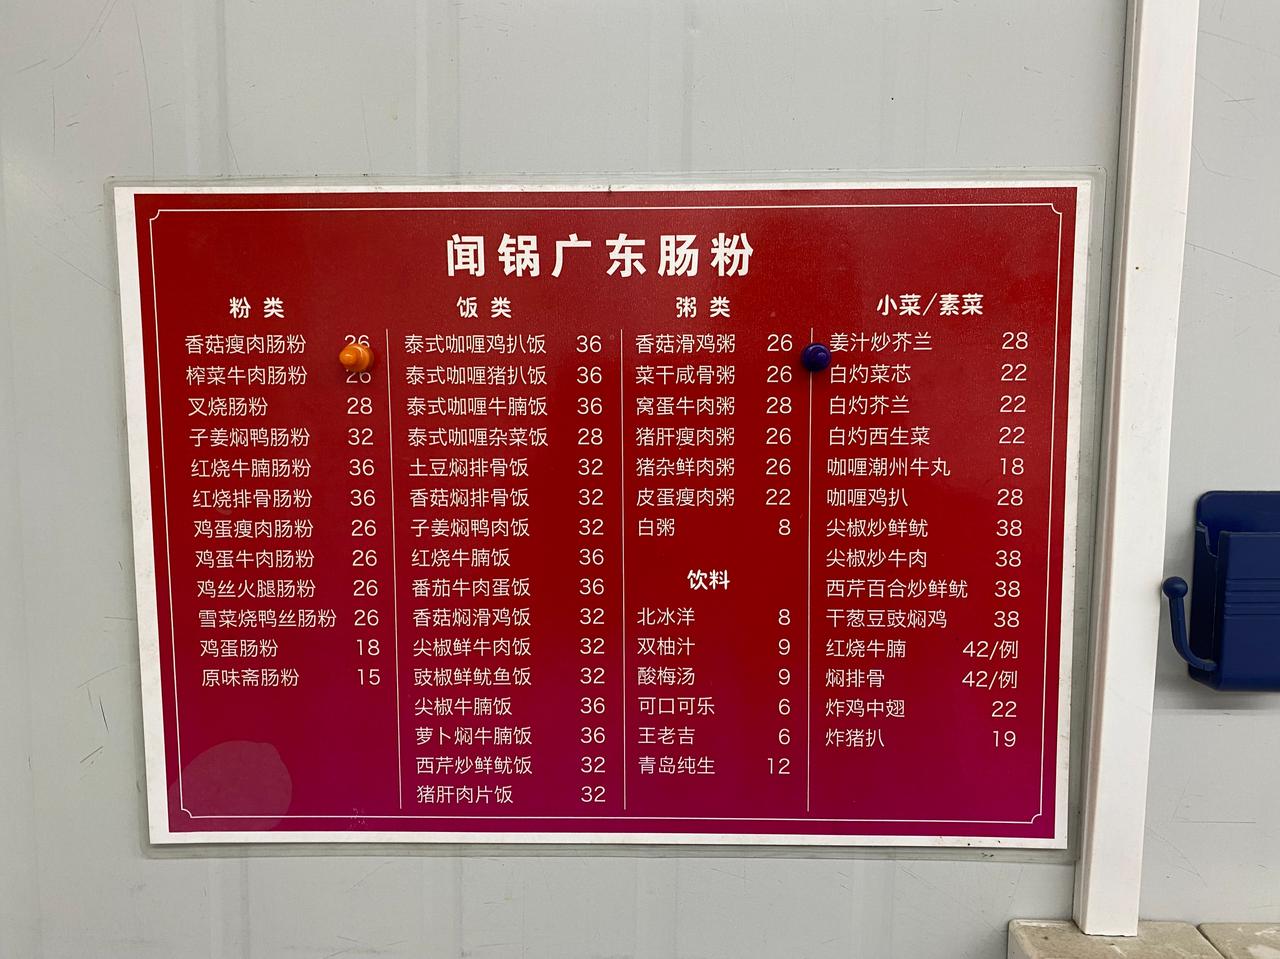 闻锅广东肠粉
粉 类
香菇瘦肉肠粉 26
榨菜牛肉肠粉 26
叉烧肠粉 28
子姜焖鸭肠粉 32
红烧牛腩肠粉 36
红烧排骨肠粉 36
鸡蛋瘦肉肠粉 26
鸡蛋牛肉肠粉 26
鸡丝火腿肠粉 26
雪菜烧鸭丝肠粉 26
鸡蛋肠粉 18
原味斋肠粉 15
饭 类
泰式咖喱鸡扒饭 36
泰式咖喱猪扒饭 36
泰式咖喱牛腩饭 36
泰式咖喱杂菜饭 28
土豆焖排骨饭 32
香菇焖排骨饭 32
子姜焖鸭肉饭 32
红烧牛腩饭 36
番茄牛肉蛋饭 36
香菇焖滑鸡饭 32
尖椒鲜牛肉饭 32
豉椒鲜鱿鱼饭 32
尖椒牛腩饭 36
萝卜焖牛腩饭 36
西芹炒鲜鱿饭 32
猪肝肉片饭 32
粥 类
香菇滑鸡粥 26
菜干咸骨粥 26
窝蛋牛肉粥 28
猪肝瘦肉粥 26
猪杂鲜肉粥 26
皮蛋瘦肉粥 22
白粥 8
饮料
北冰洋 8
双柚汁 9
酸梅汤 9
可口可乐 6
王老吉 6
青岛纯生 12
小菜/素菜
姜汁炒芥兰 28
白灼菜芯 22
白灼芥兰 22
白灼西生菜 22
咖喱潮州牛丸 18
咖喱鸡扒 28
尖椒炒鲜鱿 38
尖椒炒牛肉 38
西芹百合炒鲜鱿 38
干葱豆豉焖鸡 38
红烧牛腩 42/例
焖排骨 42/例
炸鸡中翅 22
炸猪扒 19